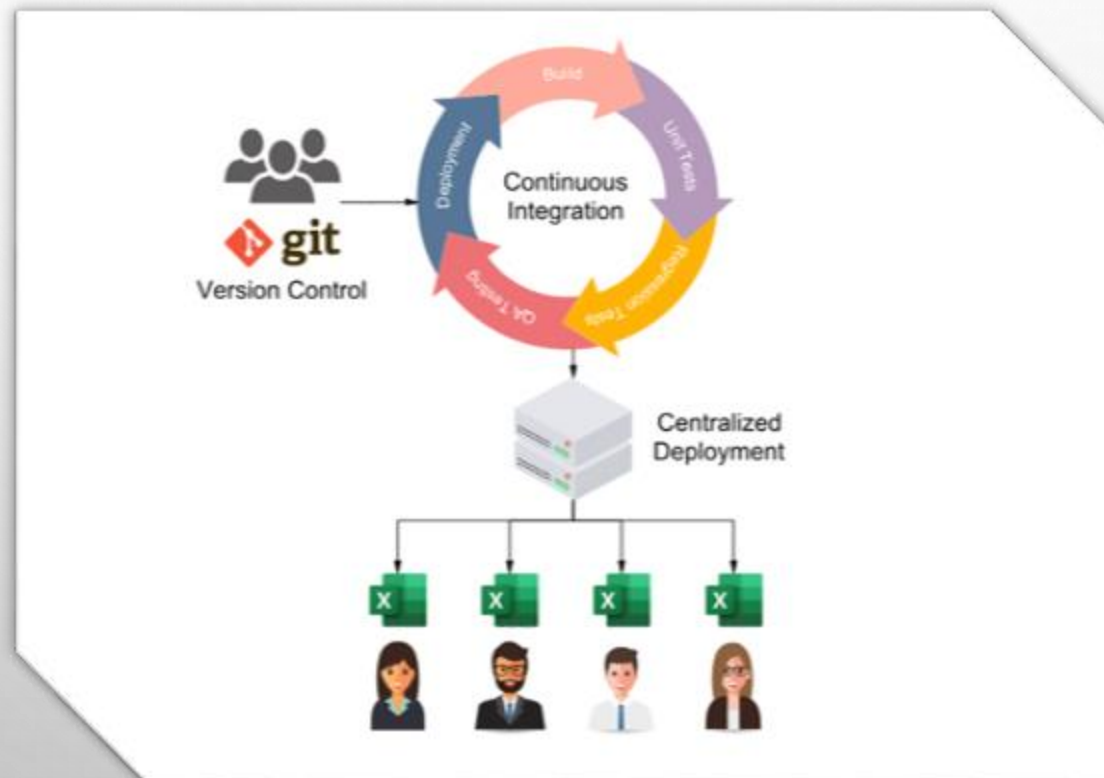 Build
Unit Tests
Deployment
Continuous
Integration
git
Version Control
Regression Tests
QA Testing
Centralized
Deployment
X
X
X
X